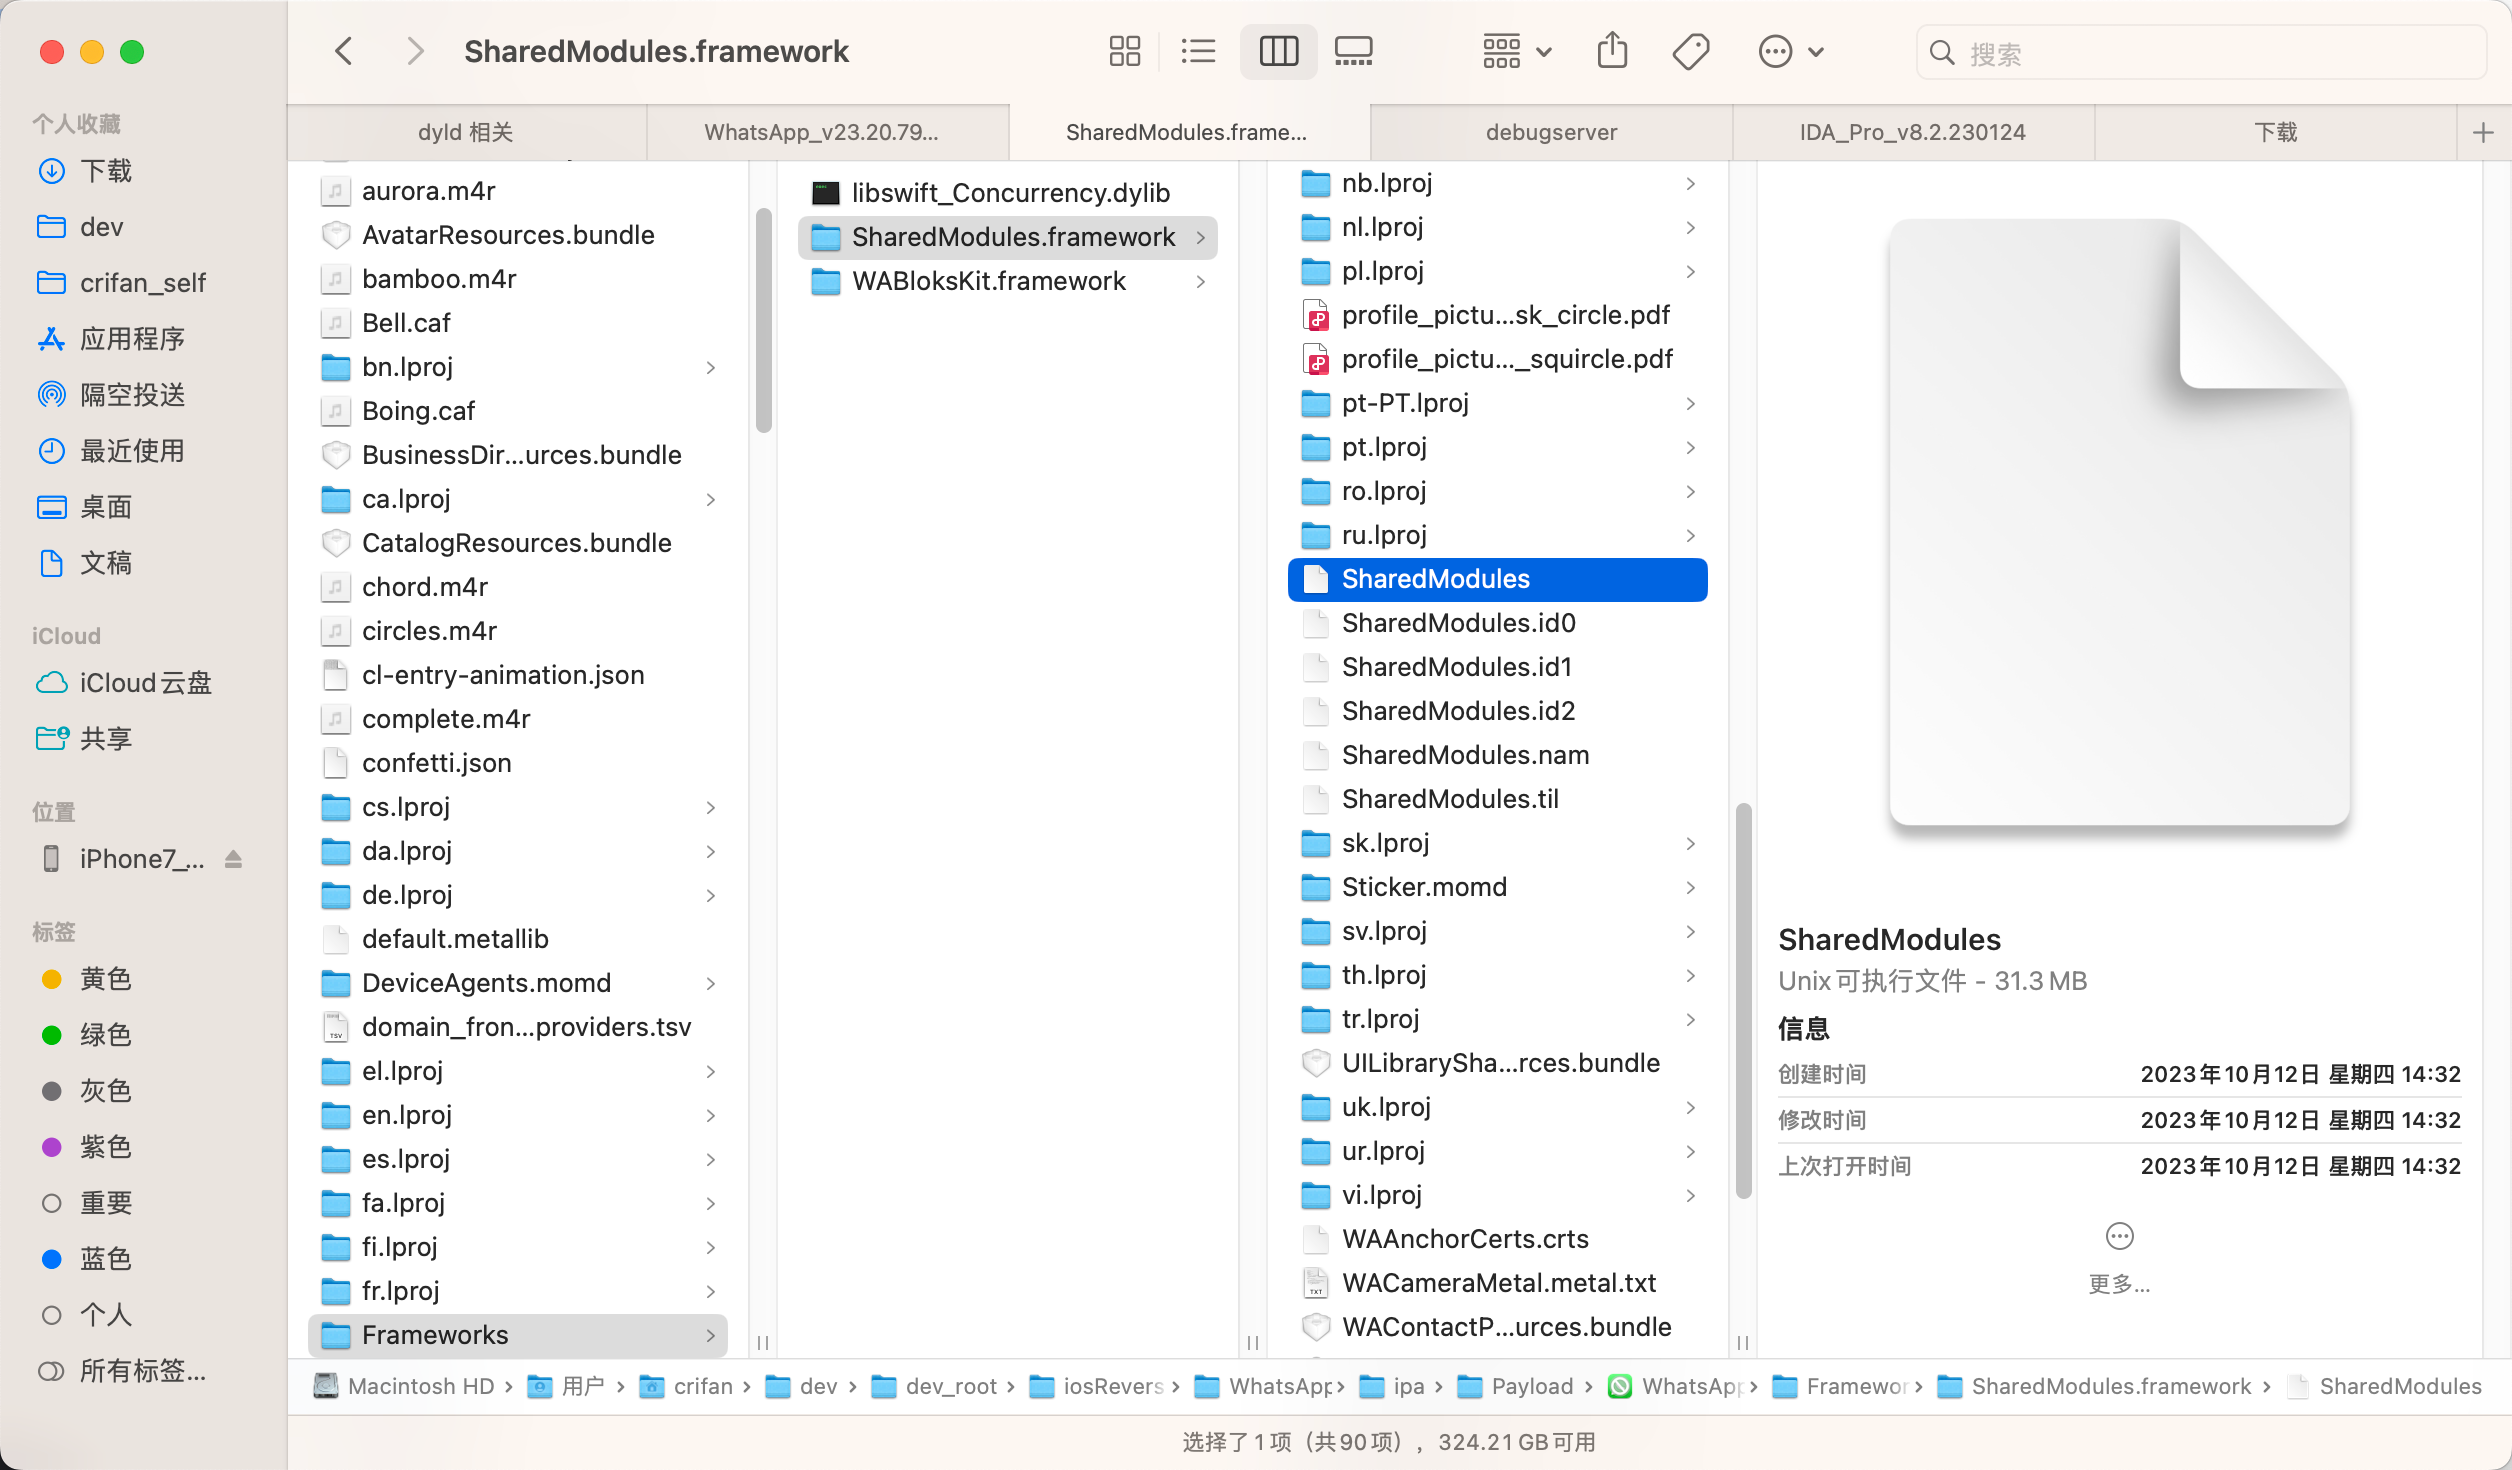 SharedModules.framework
搜索
dyld 相关
WhatsApp_v23.20.79...
SharedModules.frame...
debugserver
IDA_Pro_v8.2.230124
下载
个人收藏
下载
dev
crifan_self
应用程序
隔空投送
最近使用
桌面
文稿
iCloud
iCloud云盘
共享
位置
iPhone7_...
标签
黄色
绿色
灰色
紫色
重要
蓝色
个人
所有标签...
aurora.m4r
AvatarResources.bundle
bamboo.m4r
Bell.caf
bn.lproj
Boing.caf
BusinessDir...urces.bundle
ca.lproj
CatalogResources.bundle
chord.m4r
circles.m4r
cl-entry-animation.json
complete.m4r
confetti.json
cs.lproj
da.lproj
de.lproj
default.metallib
DeviceAgents.momd
domain_fron...providers.tsv
el.lproj
en.lproj
es.lproj
fa.lproj
fi.lproj
fr.lproj
Frameworks
libswift_Concurrency.dylib
SharedModules.framework
WABloksKit.framework
nb.lproj
nl.lproj
pl.lproj
profile_pictu...sk_circle.pdf
profile_pictu..._squircle.pdf
pt-PT.lproj
pt.lproj
ro.lproj
ru.lproj
SharedModules
SharedModules.id0
SharedModules.id1
SharedModules.id2
SharedModules.nam
SharedModules.til
sk.lproj
Sticker.momd
sv.lproj
th.lproj
tr.lproj
UILibrarySha...rces.bundle
uk.lproj
ur.lproj
vi.lproj
WAAnchorCerts.crts
WACameraMetal.metal.txt
WAContactP...urces.bundle
SharedModules
Unix可执行文件 - 31.3 MB
信息
创建时间 2023年10月12日 星期四 14:32
修改时间 2023年10月12日 星期四 14:32
上次打开时间 2023年10月12日 星期四 14:32
更多...
Macintosh HD › 用户 › crifan › dev › dev_root › iosRevers › WhatsApp › ipa › Payload › WhatsApp › Framewor › SharedModules.framework › SharedModules
选择了1项（共90项），324.21 GB可用